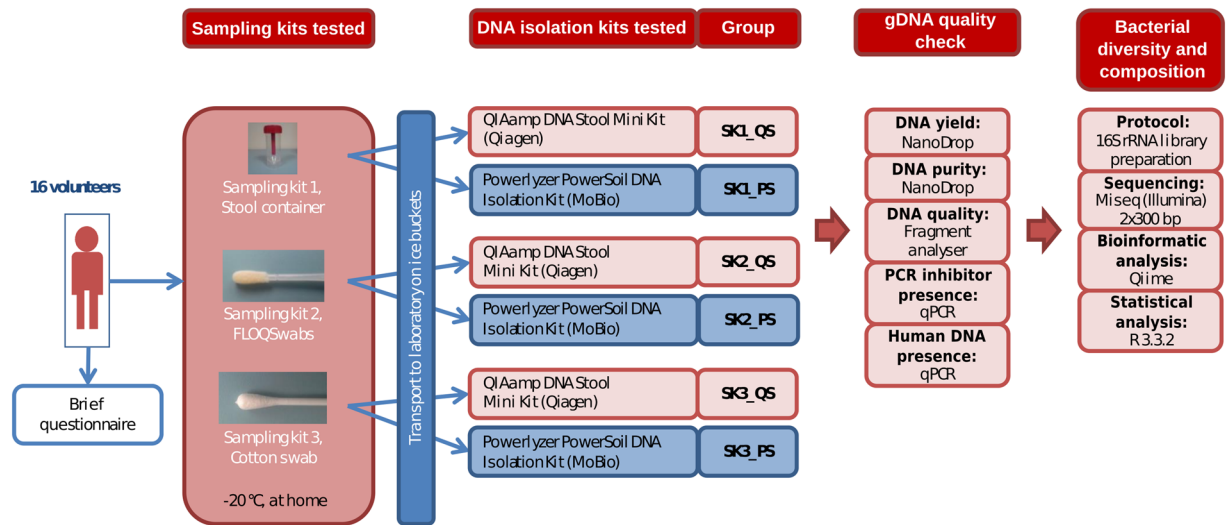 Sampling kits tested
DNA isolation kits tested
Group
gDNA quality
check
Bacterial
diversity and
composition
16 volunteers
Brief
questionnaire
Sampling kit 1,
Stool container
Sampling kit 2,
FLOQSwabs
Sampling kit 3,
Cotton swab
-20 °C, at home
Transport to laboratory on ice buckets
QIAamp DNA Stool Mini Kit
(Qiagen)
SK1_QS
Powerlyzer PowerSoil DNA
Isolation Kit (MoBio)
SK1_PS
QIAamp DNA Stool
Mini Kit (Qiagen)
SK2_QS
Powerlyzer PowerSoil DNA
Isolation Kit (MoBio)
SK2_PS
QIAamp DNA Stool
Mini Kit (Qiagen)
SK3_QS
Powerlyzer PowerSoil DNA
Isolation Kit (MoBio)
SK3_PS
DNA yield:
NanoDrop
DNA purity:
NanoDrop
DNA quality:
Fragment
analyser
PCR inhibitor
presence:
qPCR
Human DNA
presence:
qPCR
Protocol:
16S rRNA library
preparation
Sequencing:
Miseq (Illumina)
2x300 bp
Bioinformatic
analysis:
Qiime
Statistical
analysis:
R 3.3.2